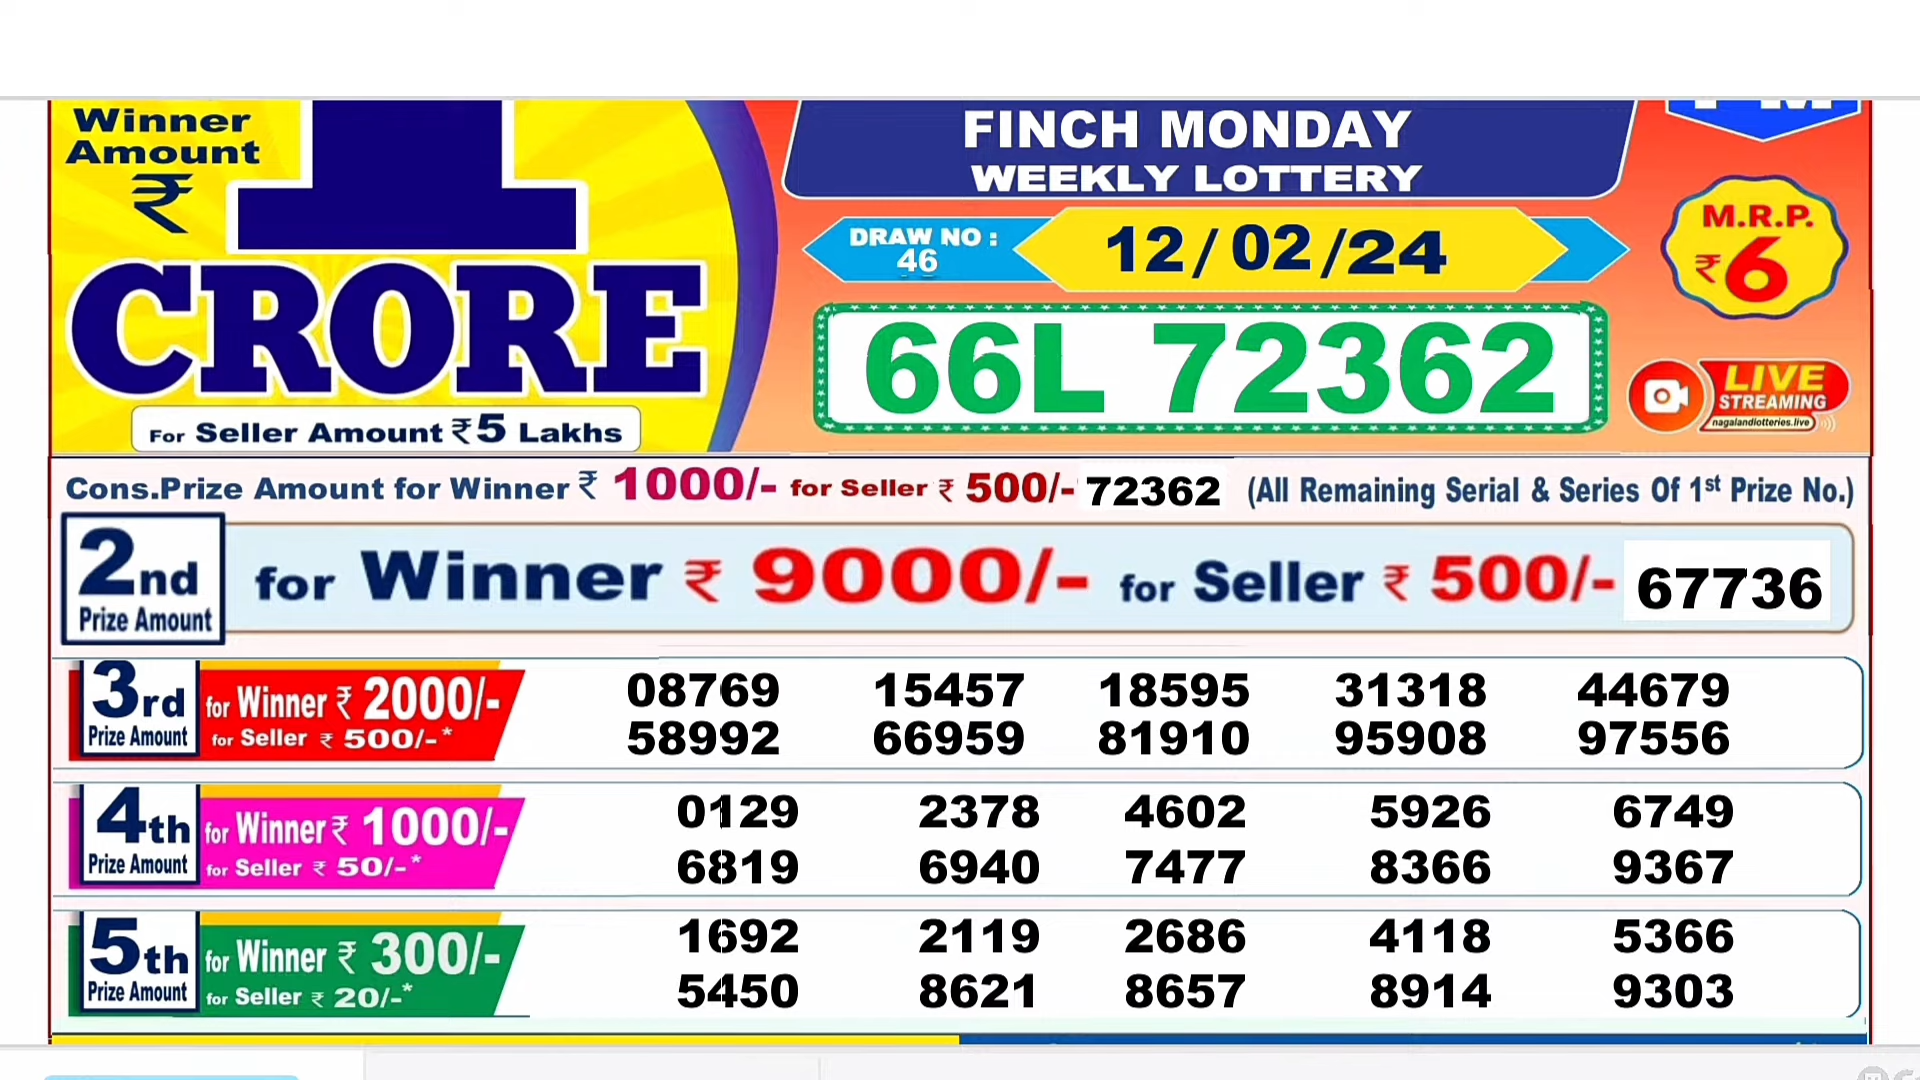 Winner
Amount
₹
1
CRORE
For Seller Amount ₹5 Lakhs
FINCH MONDAY
WEEKLY LOTTERY
DRAW NO :
46
12/02/24
M.R.P.
₹6
66L 72362
LIVE
STREAMING
nagalandlotteries.live
Cons.Prize Amount for Winner ₹ 1000/- for Seller ₹ 500/- 72362 (All Remaining Serial & Series Of 1st Prize No.)
2nd
Prize Amount
for Winner ₹ 9000/- for Seller ₹ 500/- 67736
3rd
Prize Amount
for Winner ₹ 2000/-
for Seller ₹ 500/-*
08769 15457 18595 31318 44679
58992 66959 81910 95908 97556
4th
Prize Amount
for Winner ₹ 1000/-
for Seller ₹ 50/-*
0129 2378 4602 5926 6749
6819 6940 7477 8366 9367
5th
Prize Amount
for Winner ₹ 300/-
for Seller ₹ 20/-*
1692 2119 2686 4118 5366
5450 8621 8657 8914 9303